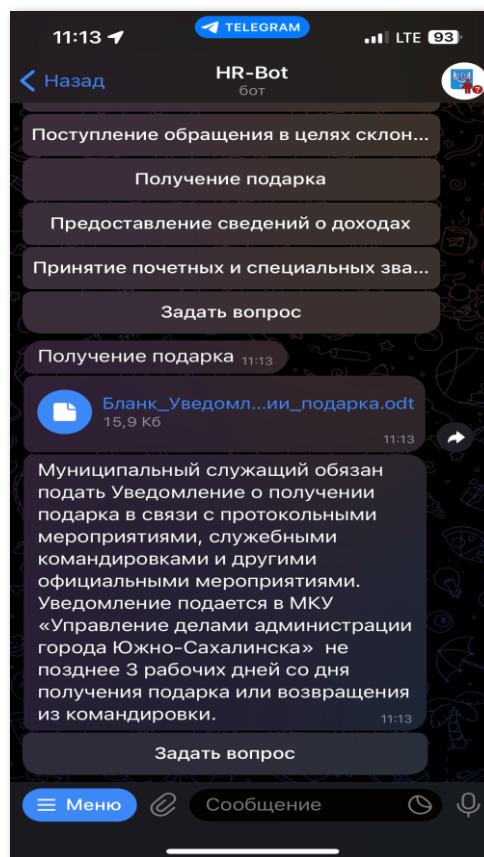 11:13
TELEGRAM
LTE 93
Назад
HR-Bot
бот
Поступление обращения в целях склон...
Получение подарка
Предоставление сведений о доходах
Принятие почетных и специальных зва...
Задать вопрос
Получение подарка 11:13
Бланк_Уведомл...ии_подарка.odt
15,9 Кб
11:13
Муниципальный служащий обязан
подать Уведомление о получении
подарка в связи с протокольными
мероприятиями, служебными
командировками и другими
официальными мероприятиями.
Уведомление подается в МКУ
«Управление делами администрации
города Южно-Сахалинска» не
позднее 3 рабочих дней со дня
получения подарка или возвращения
из командировки.
11:13
Задать вопрос
Меню
Сообщение